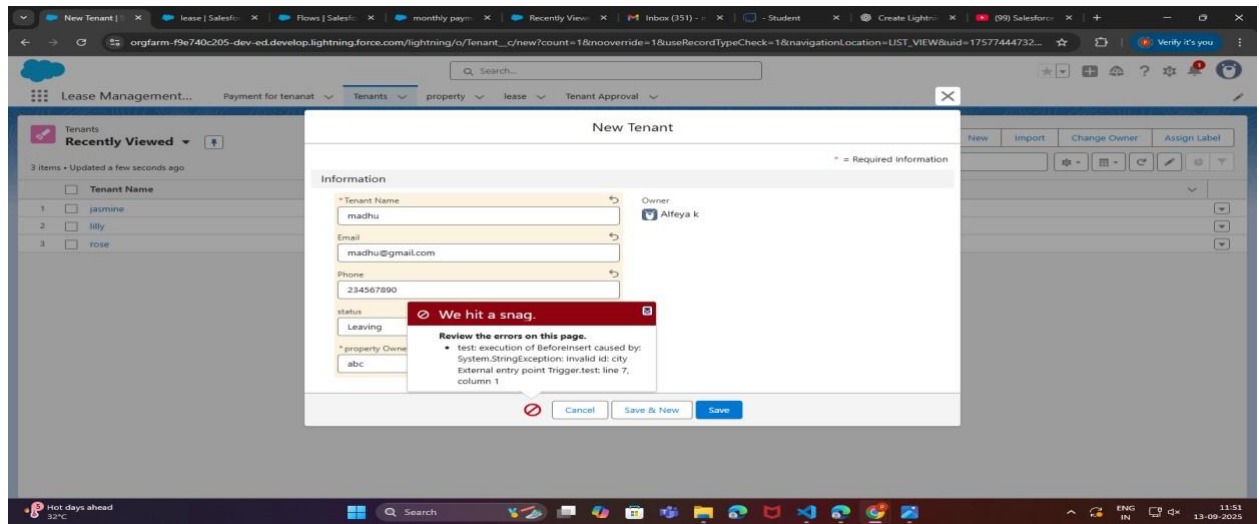 New Tenant |
lease | Salesfo
Flows | Salesf
monthly paym
Recently View
Inbox (351) -
- Student
Create Lightni
(99) Salesforce
orgfarm-f9e740c205-dev-ed.develop.lightning.force.com/lightning/o/Tenant__c/new?count=1&nooverride=1&useRecordTypeCheck=1&navigationLocation=LIST_VIEW&uid=17577444732...
Verify it's you
Search...
Lease Management...
Payment for tenanat
Tenants
property
lease
Tenant Approval
Tenants
Recently Viewed
New
Import
Change Owner
Assign Label
3 items • Updated a few seconds ago
Tenant Name
1 jasmine
2 lilly
3 rose
New Tenant
* = Required Information
Information
*Tenant Name
madhu
Owner
Alfeya k
Email
madhu@gmail.com
Phone
234567890
status
Leaving
*property Owne
abc
We hit a snag.
Review the errors on this page.
• test: execution of BeforeInsert caused by:
System.StringException: Invalid id: city
External entry point Trigger.test: line 7,
column 1
Cancel
Save & New
Save
Hot days ahead
32°C
Search
ENG
IN
11:51
13-09-2025